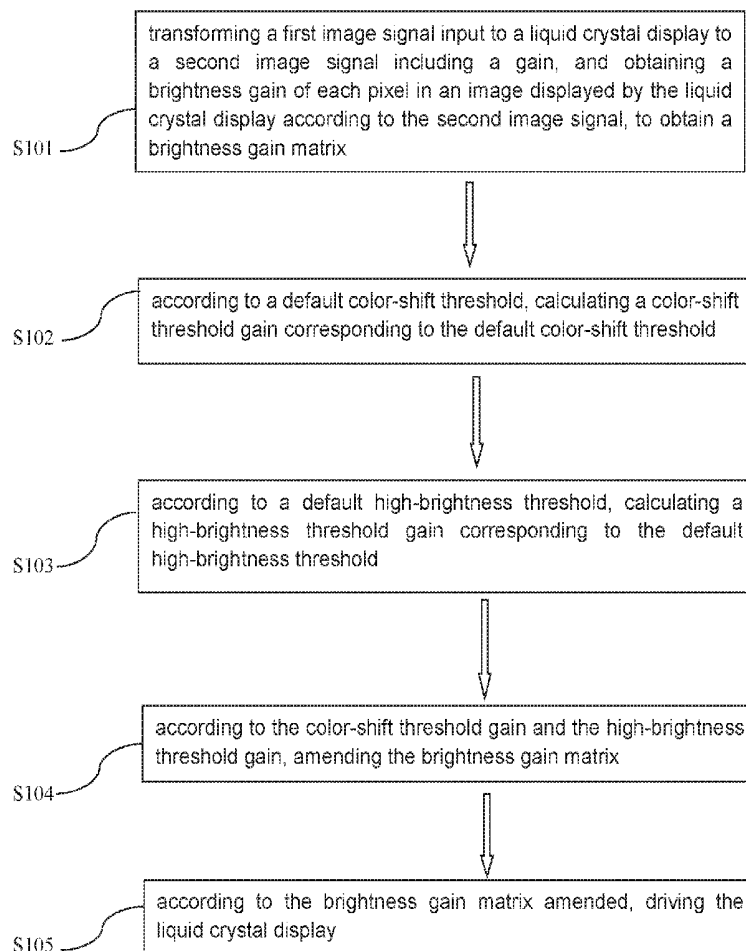 transforming a first image signal input to a liquid crystal display to
a second image signal including a gain, and obtaining a
brightness gain of each pixel in an image displayed by the liquid
crystal display according to the second image signal, to obtain a
brightness gain matrix
S101
according to a default color-shift threshold, calculating a color-shift
threshold gain corresponding to the default color-shift threshold
S102
according to a default high-brightness threshold, calculating a
high-brightness threshold gain corresponding to the default
high-brightness threshold
S103
according to the color-shift threshold gain and the high-brightness
threshold gain, amending the brightness gain matrix
S104
according to the brightness gain matrix amended, driving the
liquid crystal display
S105